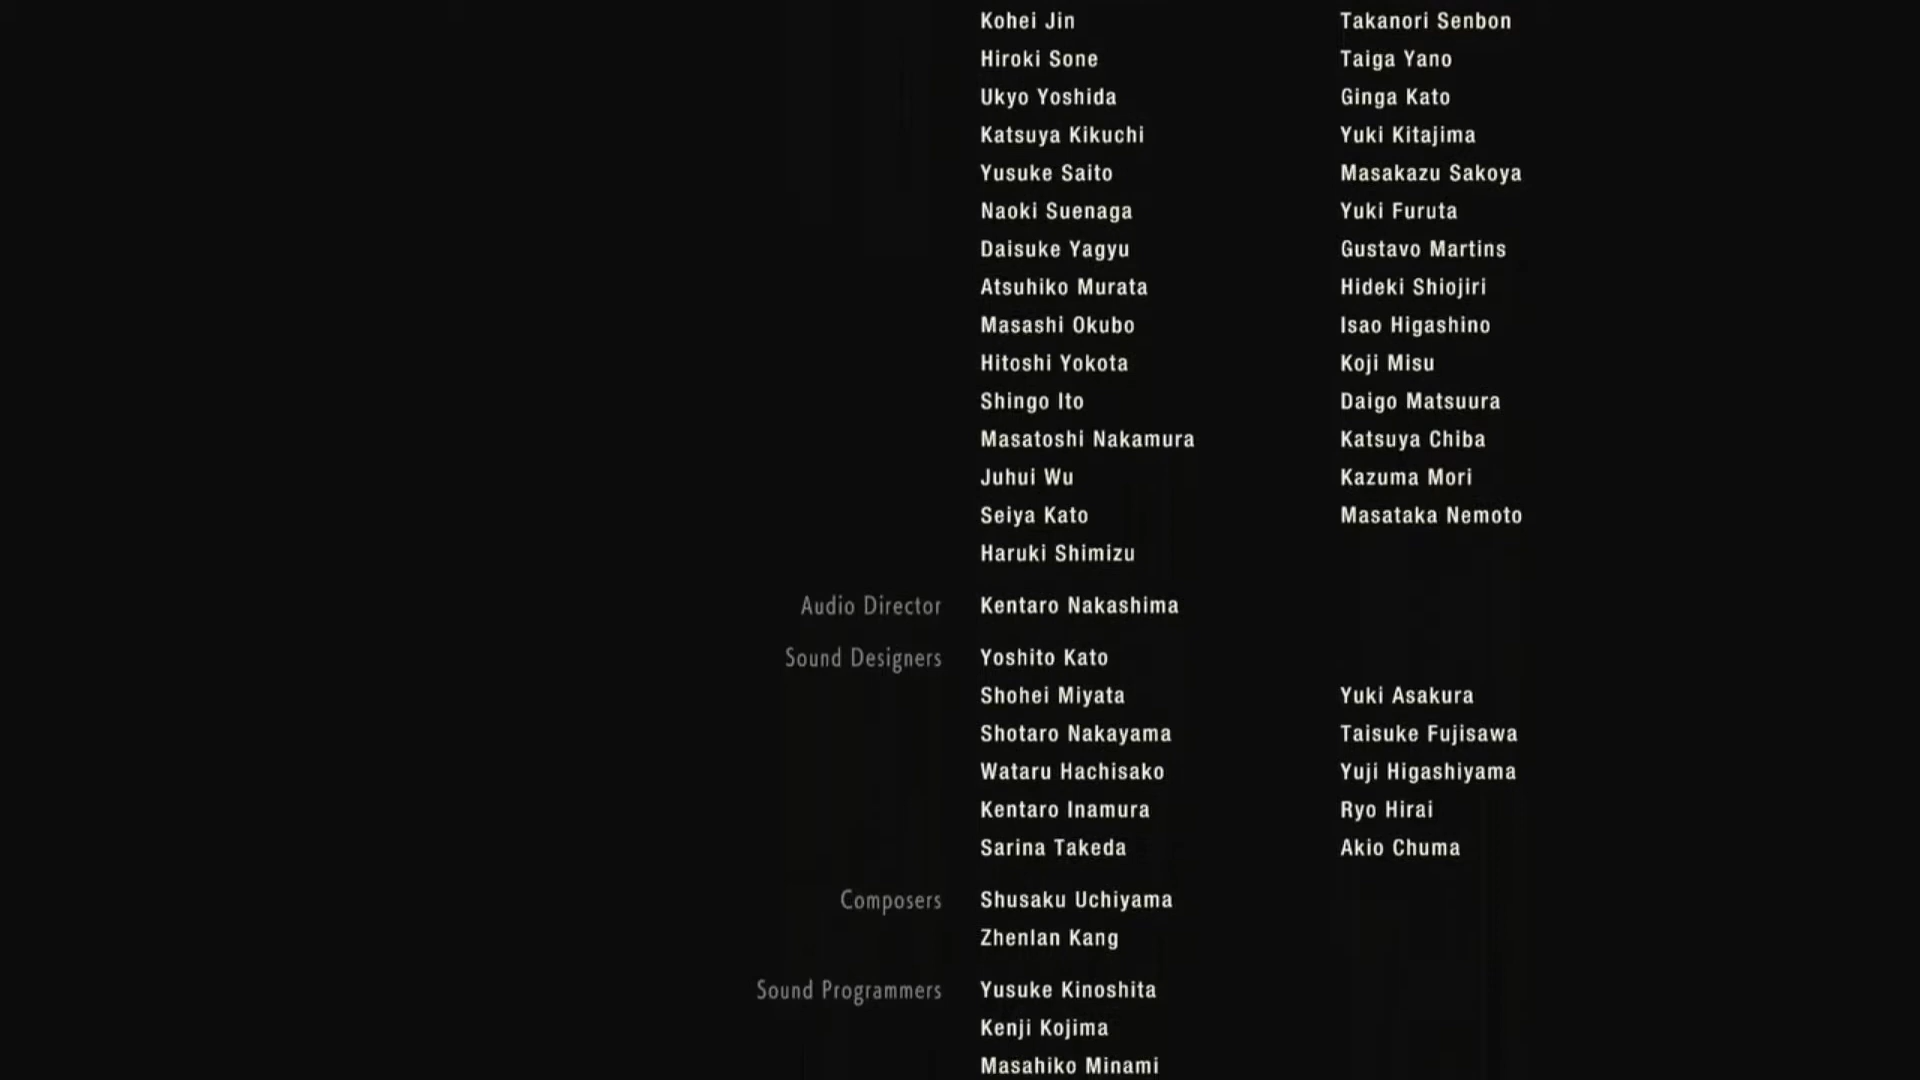 Kohei Jin Takanori Senbon
Hiroki Sone Taiga Yano
Ukyo Yoshida Ginga Kato
Katsuya Kikuchi Yuki Kitajima
Yusuke Saito Masakazu Sakoya
Naoki Suenaga Yuki Furuta
Daisuke Yagyu Gustavo Martins
Atsuhiko Murata Hideki Shiojiri
Masashi Okubo Isao Higashino
Hitoshi Yokota Koji Misu
Shingo Ito Daigo Matsuura
Masatoshi Nakamura Katsuya Chiba
Juhui Wu Kazuma Mori
Seiya Kato Masataka Nemoto
Haruki Shimizu
Audio Director Kentaro Nakashima
Sound Designers Yoshito Kato
Shohei Miyata Yuki Asakura
Shotaro Nakayama Taisuke Fujisawa
Wataru Hachisako Yuji Higashiyama
Kentaro Inamura Ryo Hirai
Sarina Takeda Akio Chuma
Composers Shusaku Uchiyama
Zhenlan Kang
Sound Programmers Yusuke Kinoshita
Kenji Kojima
Masahiko Minami